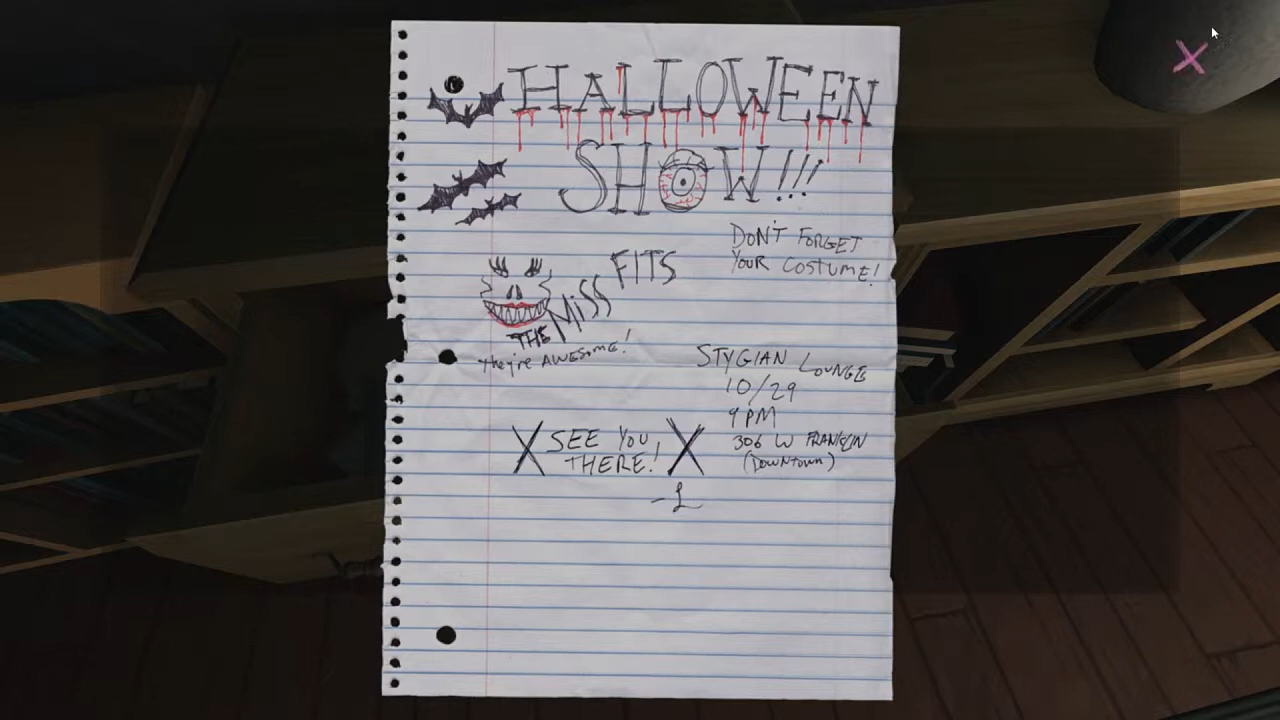 HALLOWEEN
SHOW!!!
DON'T FORGET
YOUR COSTUME!
THE MISS FITS
they're AWESOME!
STYGIAN LOUNGE
10/29
9PM
306 W FRANKLIN
(DOWNTOWN)
X SEE YOU X
THERE!
-L